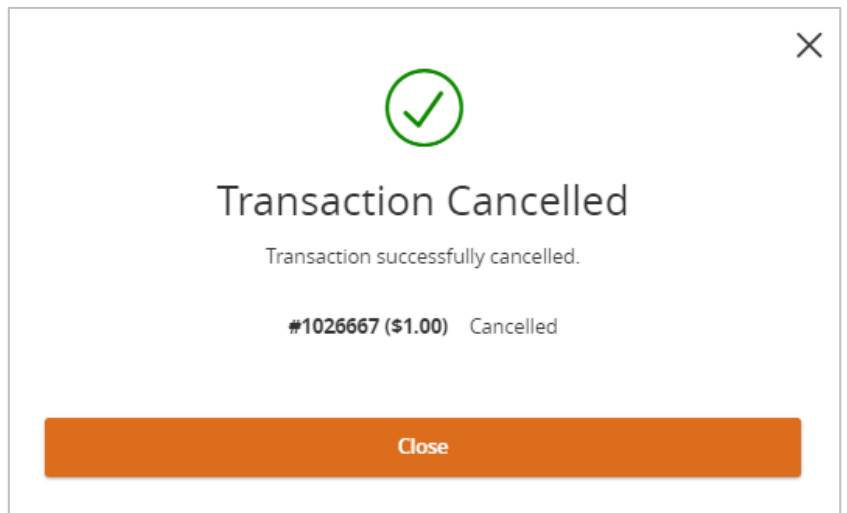 Transaction Cancelled
Transaction successfully cancelled.
#1026667 ($1.00) Cancelled
Close